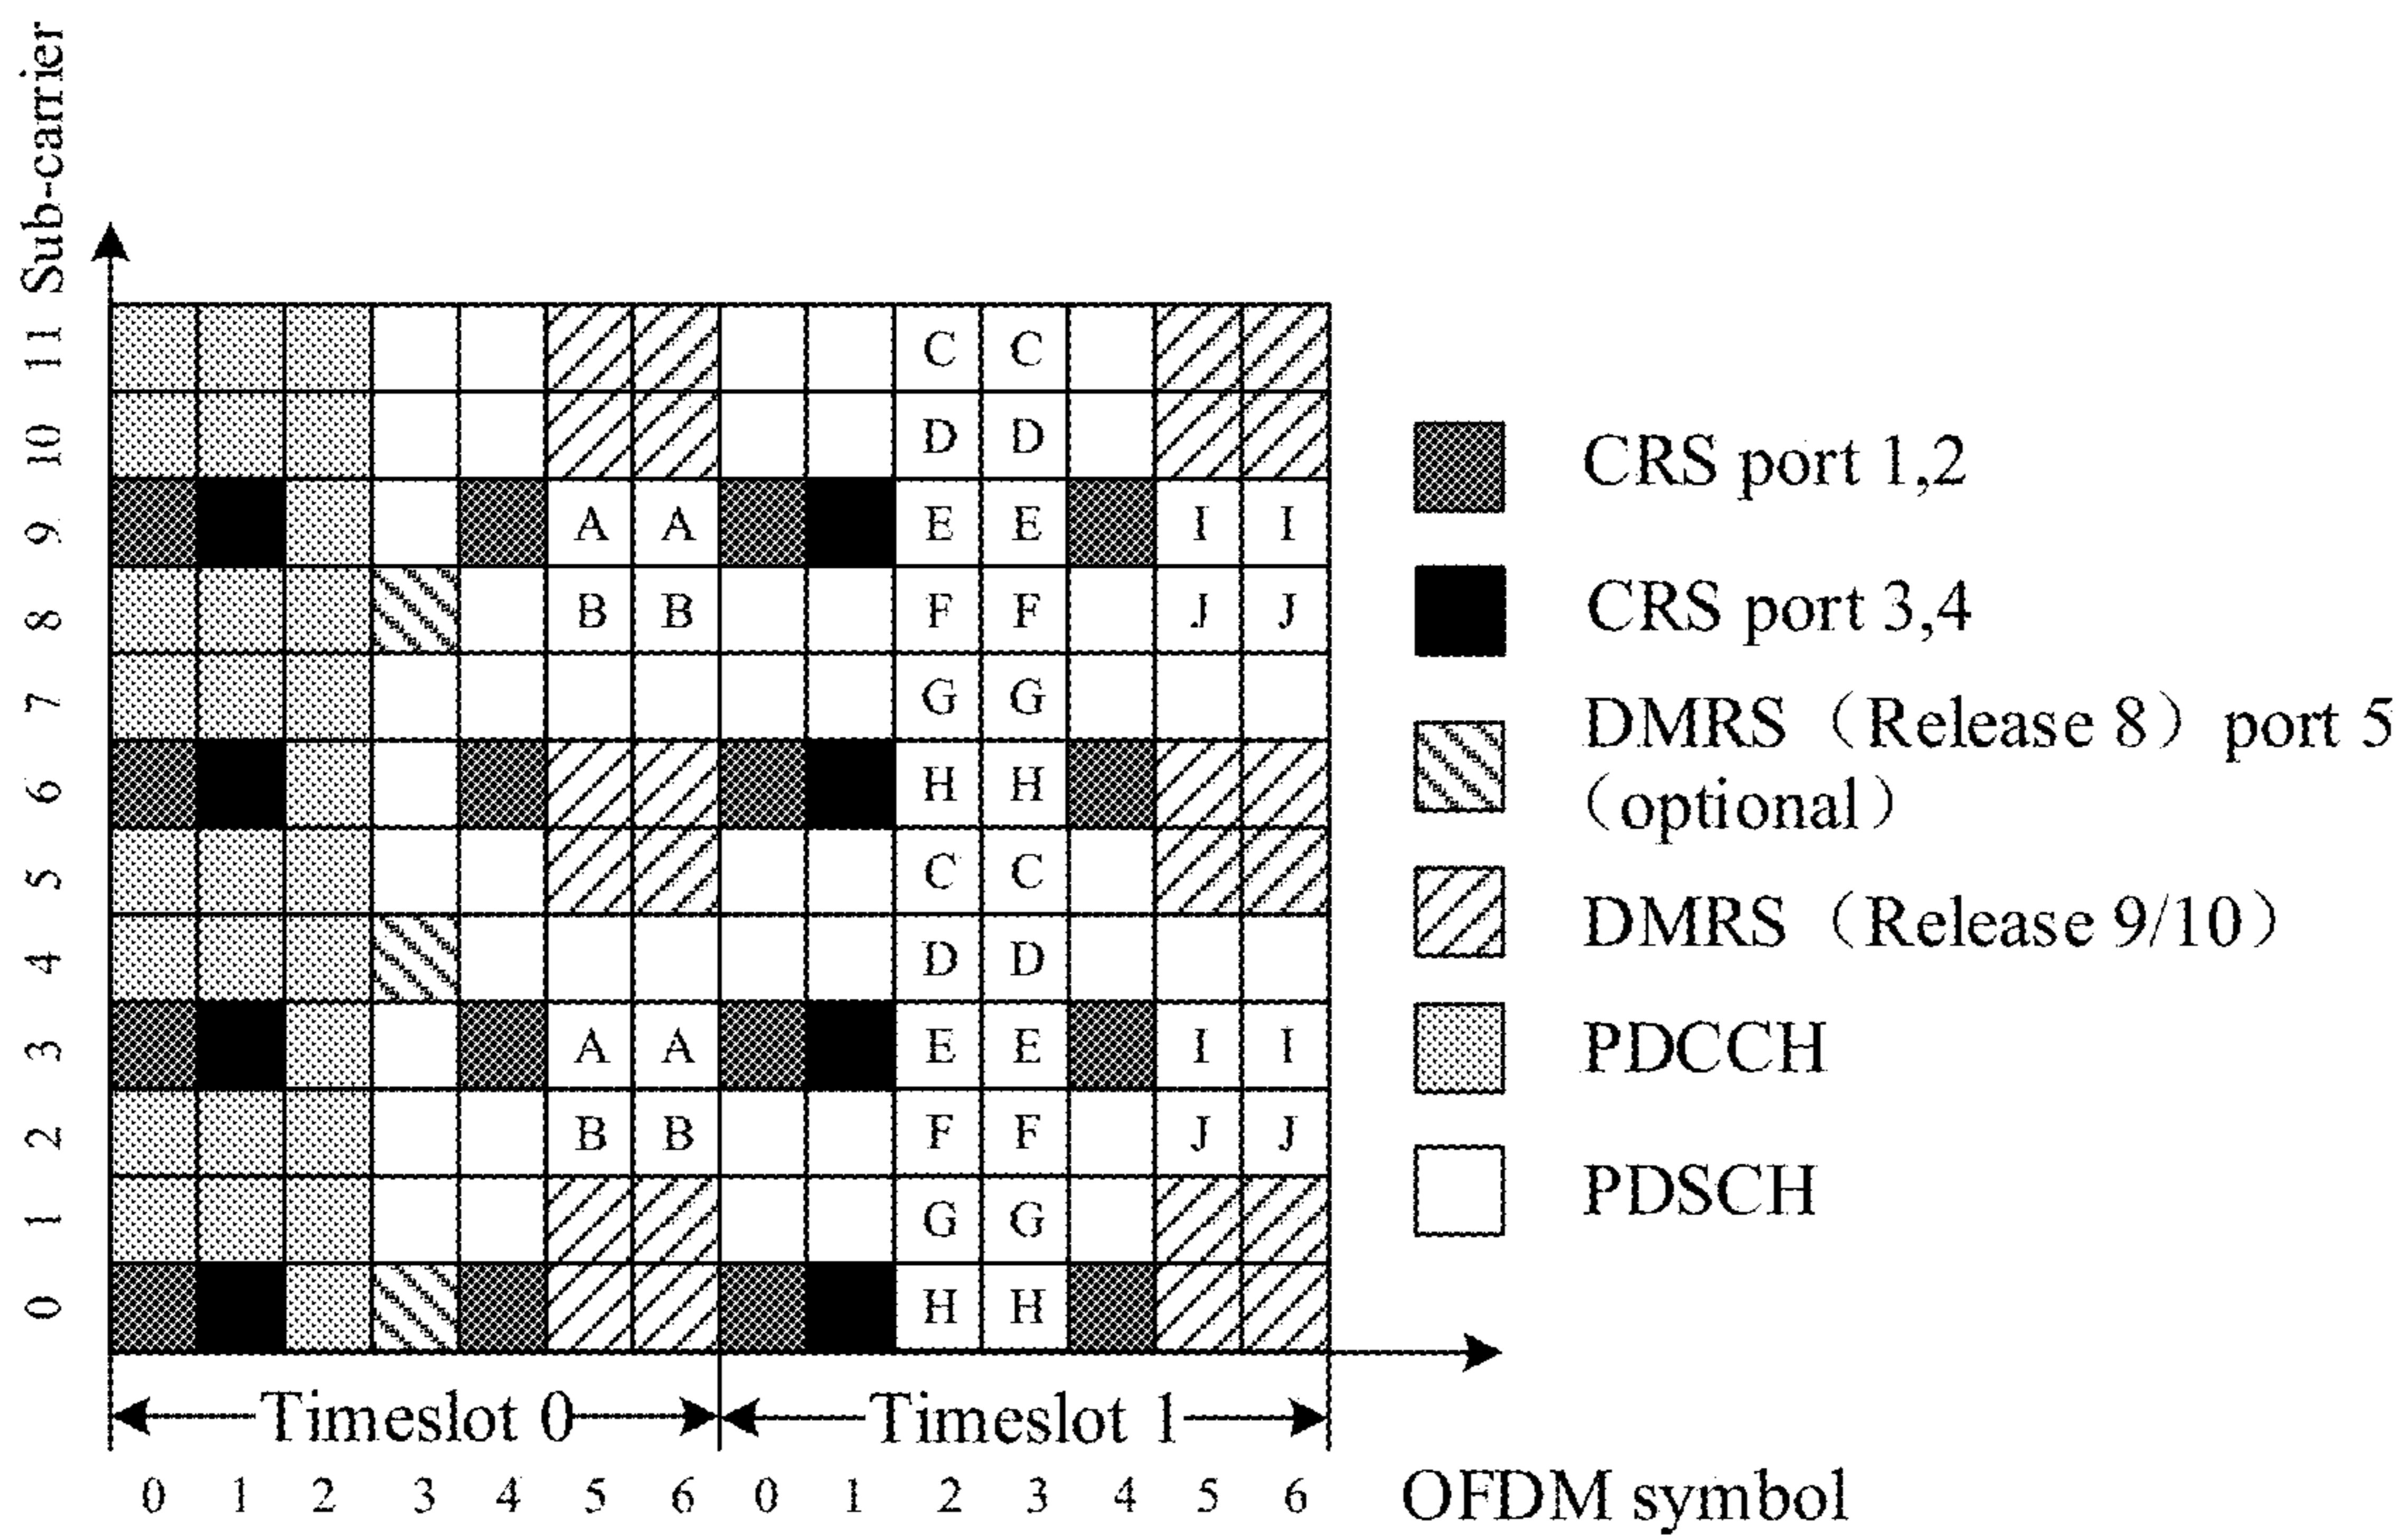 Sub-carrier
11 C C
10 D D
9 A A E E I I
8 B B F F J J
7 G G
6 H H
5 C C
4 D D
3 A A E E I I
2 B B F F J J
1 G G
0 H H
Timeslot 0 Timeslot 1
0 1 2 3 4 5 6 0 1 2 3 4 5 6 OFDM symbol
CRS port 1,2
CRS port 3,4
DMRS （Release 8） port 5
（optional）
DMRS （Release 9/10）
PDCCH
PDSCH